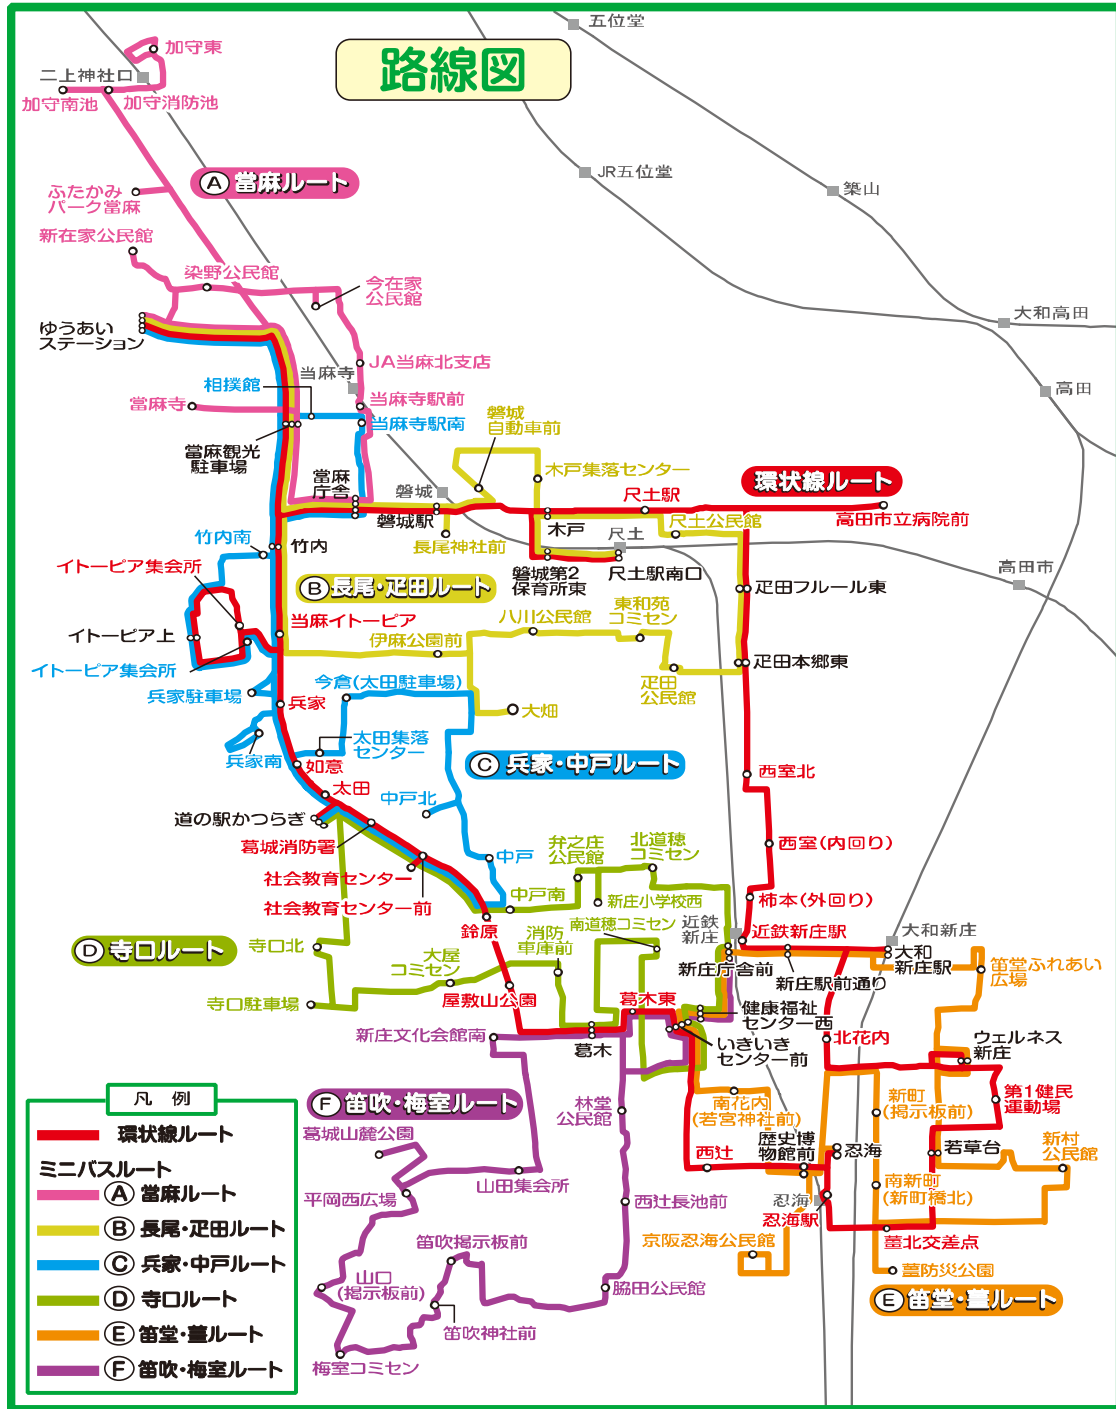 五位堂
加守東
路線図
二上神社口
加守南池
加守消防池
JR五位堂
築山
Ⓐ 當麻ルート
ふたかみ
パーク當麻
新在家公民館
染野公民館
今在家
公民館
大和高田
ゆうあい
ステーション
JA当麻北支店
当麻寺
高田
相撲館
當麻寺
当麻寺駅前
当麻寺駅南
磐城
自動車前
當麻観光
駐車場
木戸集落センター
當麻
庁舎
磐城
環状線ルート
尺土駅
磐城駅
木戸
尺土公民館
高田市立病院前
竹内南
竹内
長尾神社前
尺土
イトーピア集会所
磐城第2
保育所東
尺土駅南口
高田市
Ⓑ 長尾・疋田ルート
疋田フルール東
八川公民館
東和苑
コミセン
当麻イトーピア
イトーピア上
伊麻公園前
疋田本郷東
イトーピア集会所
疋田
公民館
兵家駐車場
今倉(太田駐車場)
兵家
大畑
太田集落
センター
兵家南
如意
Ⓒ 兵家・中戸ルート
西室北
太田
中戸北
道の駅かつらぎ
葛城消防署
弁之庄
公民館
北道穂
コミセン
西室(内回り)
中戸
社会教育センター
中戸南
新庄小学校西
柿本(外回り)
社会教育センター前
鈴原
消防
車庫前
南道穂コミセン
近鉄
新庄
近鉄新庄駅
大和新庄
Ⓓ 寺口ルート
寺口北
大屋
コミセン
新庄庁舎前
新庄駅前通り
大和
新庄駅
笛堂ふれあい
広場
寺口駐車場
屋敷山公園
葛木東
健康福祉
センター西
新庄文化会館南
葛木
いきいき
センター前
北花内
ウェルネス
新庄
凡例
Ⓕ 笛吹・梅室ルート
林堂
公民館
南花内
(若宮神社前)
新町
(掲示板前)
第1健民
運動場
環状線ルート
葛城山麓公園
歴史博
物館前
忍海
若草台
新村
公民館
ミニバスルート
西辻
Ⓐ 當麻ルート
平岡西広場
山田集会所
西辻長池前
忍海
南新町
(新町橋北)
Ⓑ 長尾・疋田ルート
忍海駅
笛吹掲示板前
京阪忍海公民館
薑北交差点
Ⓒ 兵家・中戸ルート
山口
(掲示板前)
脇田公民館
薑防災公園
Ⓓ 寺口ルート
Ⓔ 笛堂・薑ルート
Ⓔ 笛堂・薑ルート
笛吹神社前
Ⓕ 笛吹・梅室ルート
梅室コミセン